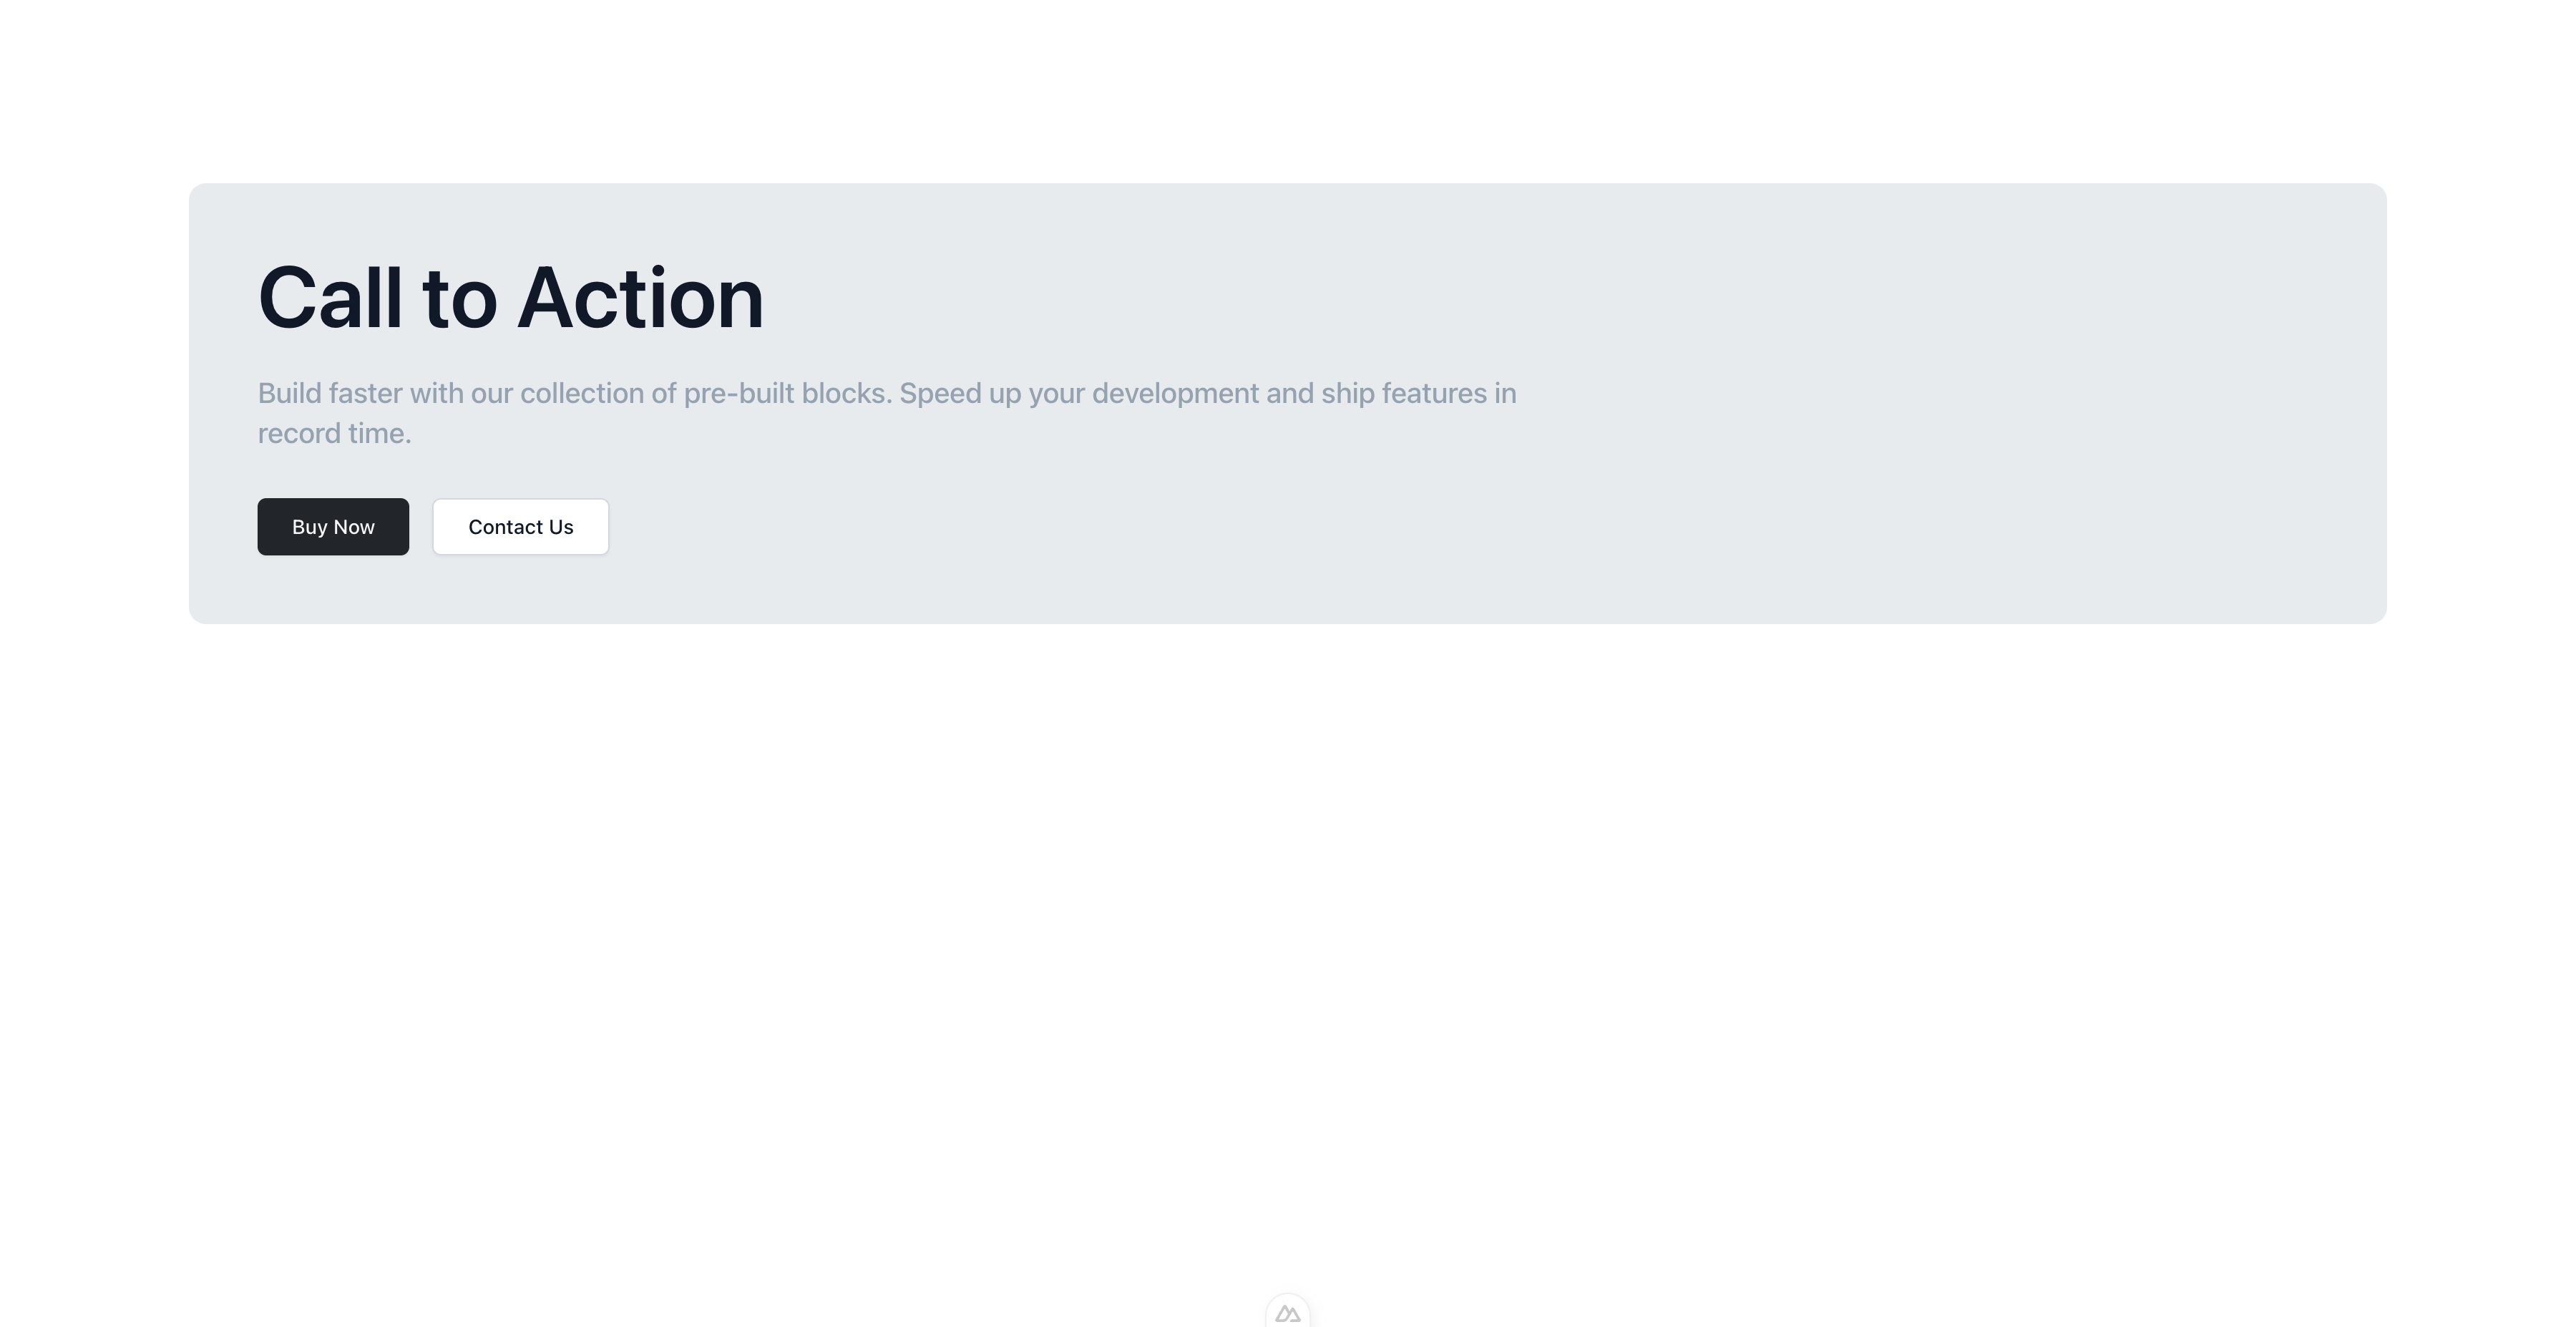 Call to Action
Build faster with our collection of pre-built blocks. Speed up your development and ship features in
record time.
Buy Now
Contact Us